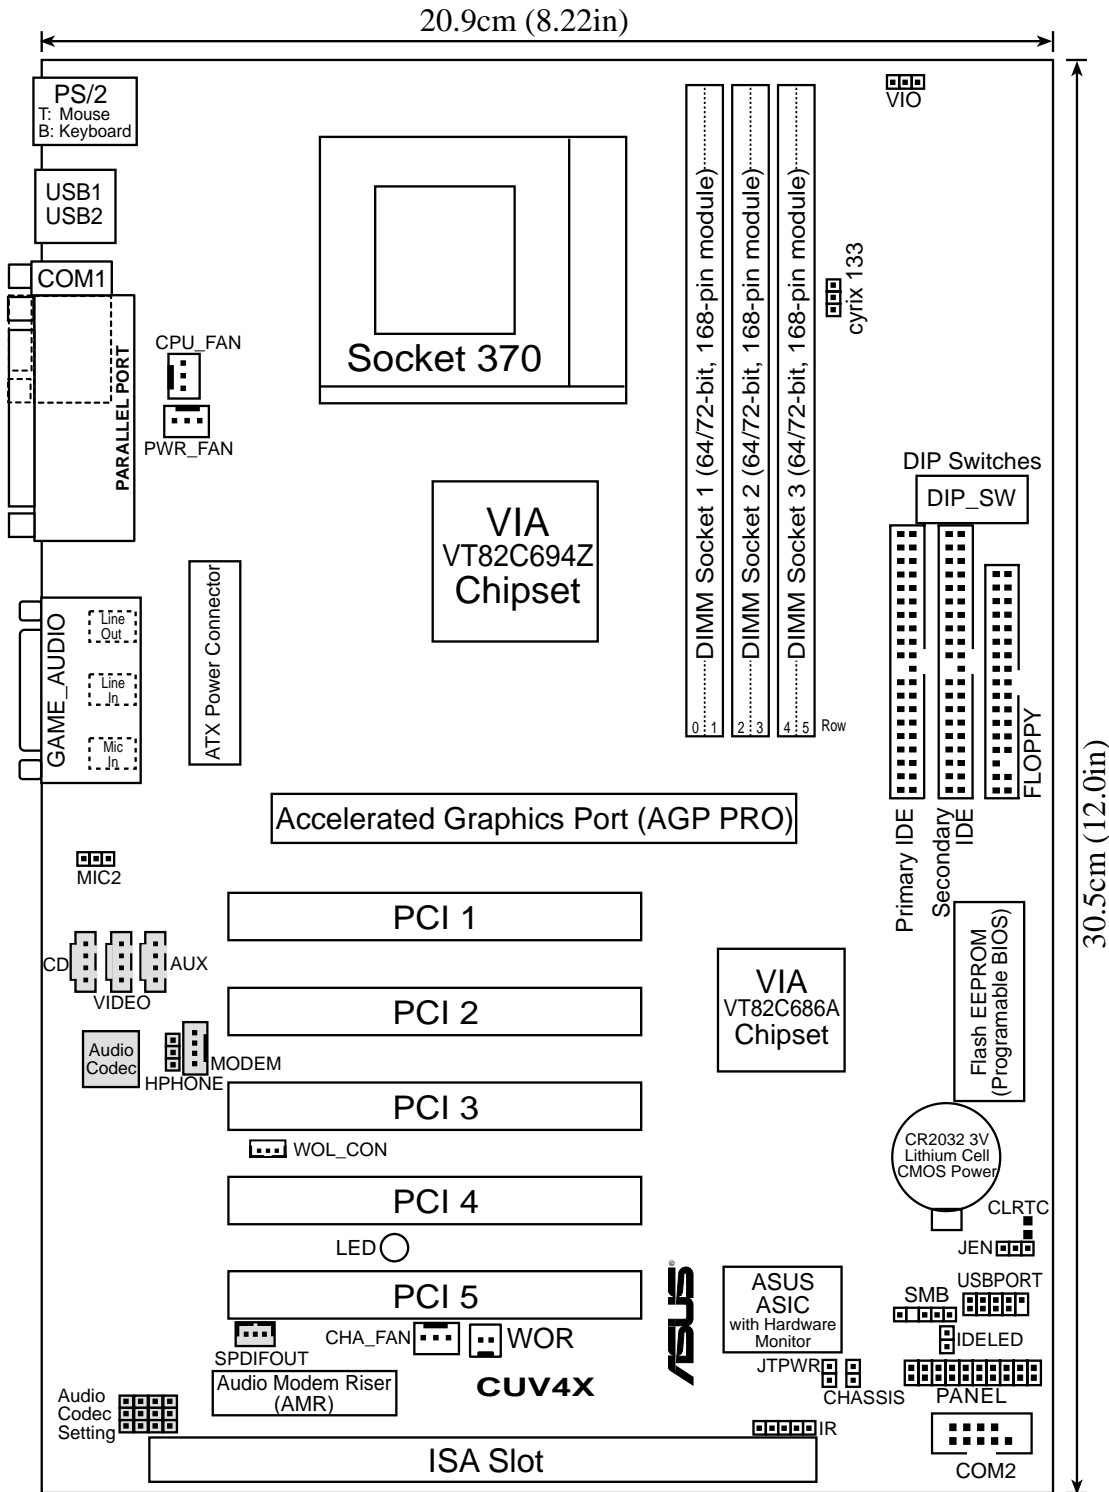 20.9cm (8.22in)
PS/2
T: Mouse
B: Keyboard
VIO
USB1
USB2
COM1
PARALLEL PORT
CPU_FAN
PWR_FAN
Socket 370
DIMM Socket 1 (64/72-bit, 168-pin module)
DIMM Socket 2 (64/72-bit, 168-pin module)
DIMM Socket 3 (64/72-bit, 168-pin module)
0 1
2 3
4 5
Row
cyrix 133
DIP Switches
DIP_SW
VIA
VT82C694Z
Chipset
ATX Power Connector
GAME_AUDIO
Line
Out
Line
In
Mic
In
FLOPPY
Primary IDE
Secondary
IDE
30.5cm (12.0in)
Accelerated Graphics Port (AGP PRO)
MIC2
PCI 1
CD
VIDEO
AUX
VIA
VT82C686A
Chipset
Flash EEPROM
(Programable BIOS)
PCI 2
Audio
Codec
HPHONE
MODEM
PCI 3
WOL_CON
CR2032 3V
Lithium Cell
CMOS Power
PCI 4
CLRTC
LED
JEN
PCI 5
ASUS®
ASUS
ASIC
with Hardware
Monitor
SMB
USBPORT
IDELED
SPDIFOUT
CHA_FAN
WOR
JTPWR
CHASSIS
PANEL
Audio Modem Riser
(AMR)
CUV4X
Audio
Codec
Setting
IR
ISA Slot
COM2